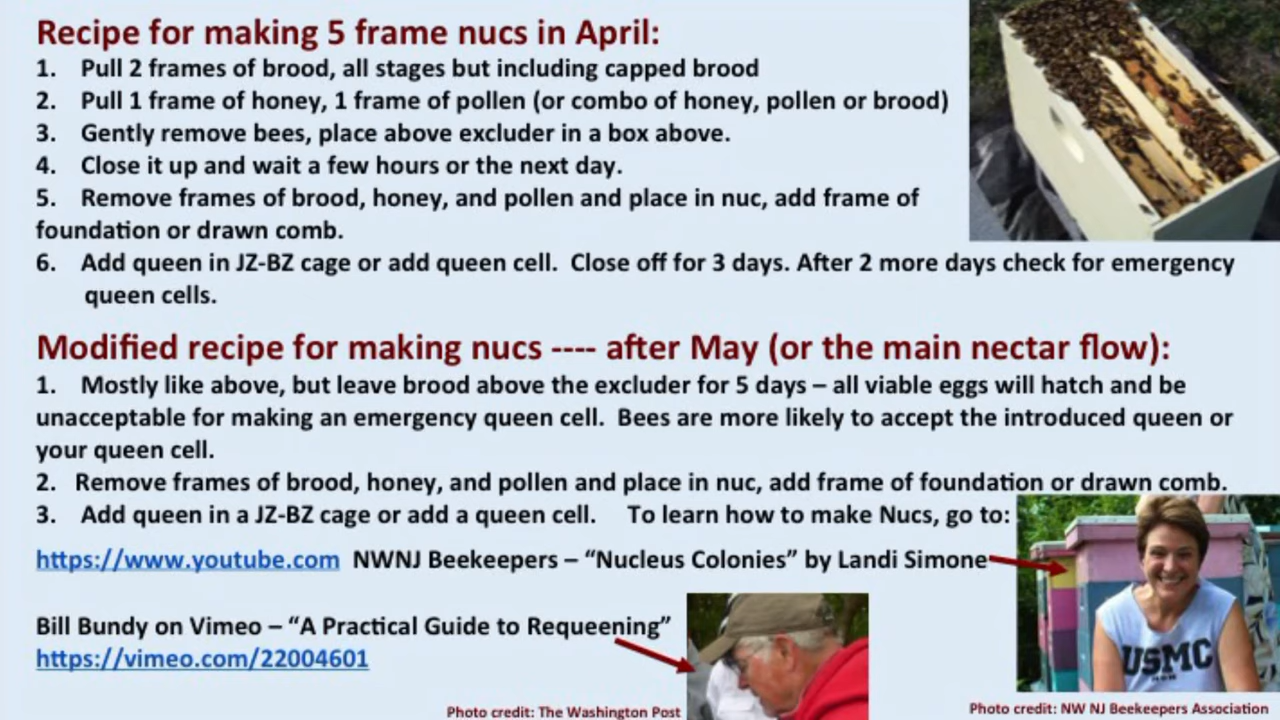 Recipe for making 5 frame nucs in April:
1. Pull 2 frames of brood, all stages but including capped brood
2. Pull 1 frame of honey, 1 frame of pollen (or combo of honey, pollen or brood)
3. Gently remove bees, place above excluder in a box above.
4. Close it up and wait a few hours or the next day.
5. Remove frames of brood, honey, and pollen and place in nuc, add frame of
foundation or drawn comb.
6. Add queen in JZ-BZ cage or add queen cell. Close off for 3 days. After 2 more days check for emergency
queen cells.
Modified recipe for making nucs ---- after May (or the main nectar flow):
1. Mostly like above, but leave brood above the excluder for 5 days – all viable eggs will hatch and be
unacceptable for making an emergency queen cell. Bees are more likely to accept the introduced queen or
your queen cell.
2. Remove frames of brood, honey, and pollen and place in nuc, add frame of foundation or drawn comb.
3. Add queen in a JZ-BZ cage or add a queen cell. To learn how to make Nucs, go to:
https://www.youtube.com NWNJ Beekeepers – “Nucleus Colonies” by Landi Simone
USMC
Bill Bundy on Vimeo – “A Practical Guide to Requeening”
https://vimeo.com/22004601
Photo credit: The Washington Post
Photo credit: NW NJ Beekeepers Association